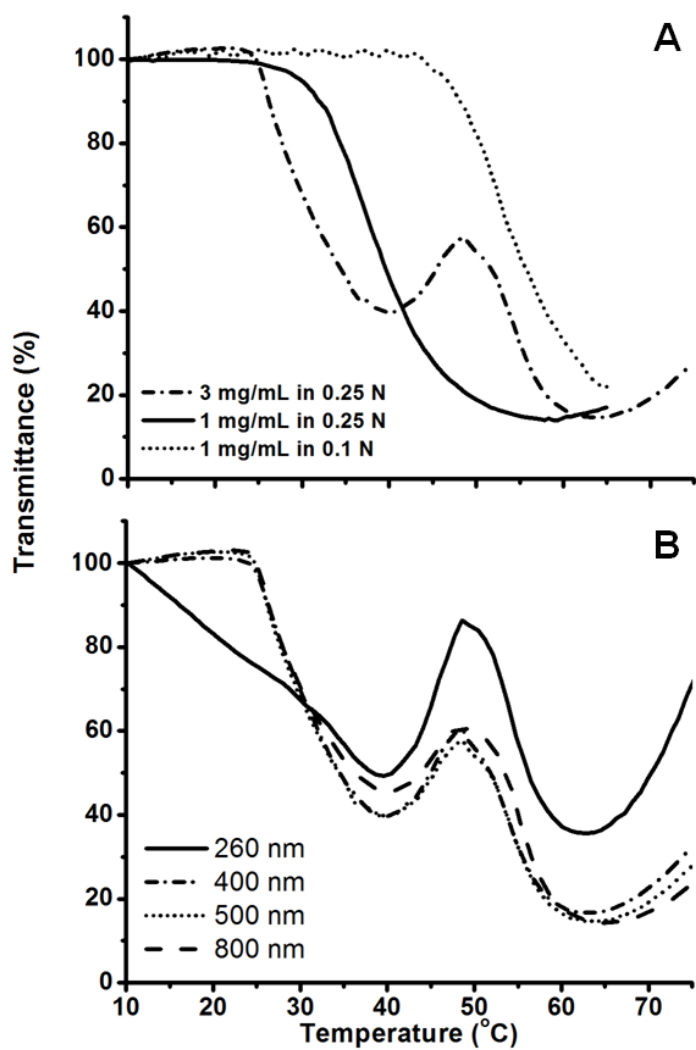 A
100
80
60
40
20
0
3 mg/mL in 0.25 N
1 mg/mL in 0.25 N
1 mg/mL in 0.1 N
Transmittance (%)
B
100
80
60
40
20
0
260 nm
400 nm
500 nm
800 nm
10 20 30 40 50 60 70
Temperature (°C)